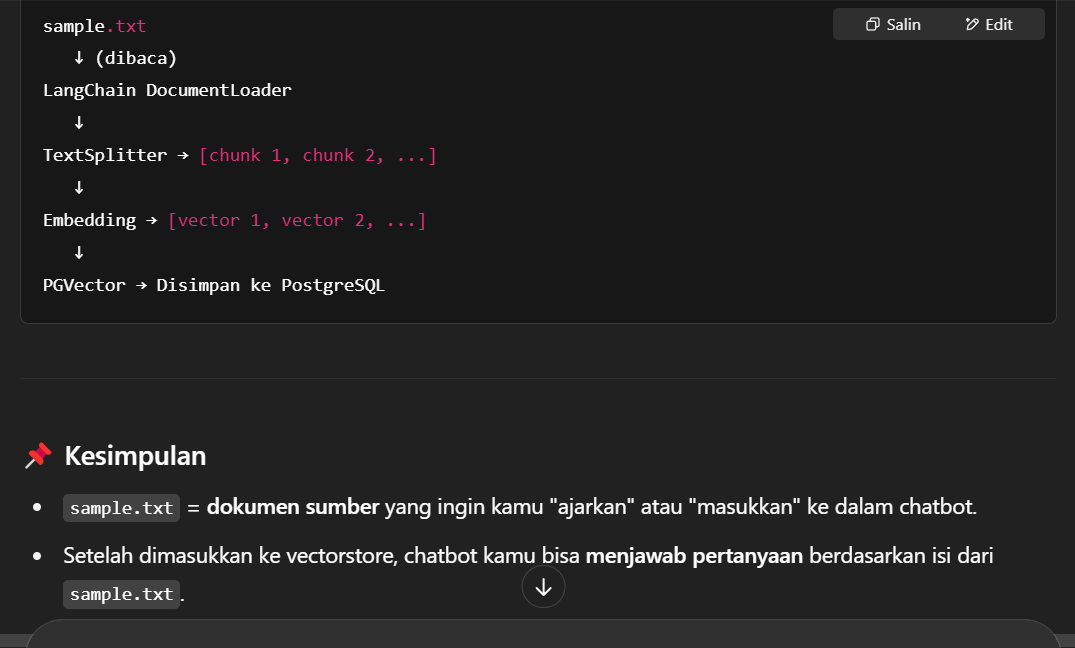 sample.txt
Salin
Edit
↓ (dibaca)
LangChain DocumentLoader
↓
TextSplitter → [chunk 1, chunk 2, ...]
↓
Embedding → [vector 1, vector 2, ...]
↓
PGVector → Disimpan ke PostgreSQL
📌 Kesimpulan
• sample.txt = dokumen sumber yang ingin kamu "ajarkan" atau "masukkan" ke dalam chatbot.
• Setelah dimasukkan ke vectorstore, chatbot kamu bisa menjawab pertanyaan berdasarkan isi dari
sample.txt.